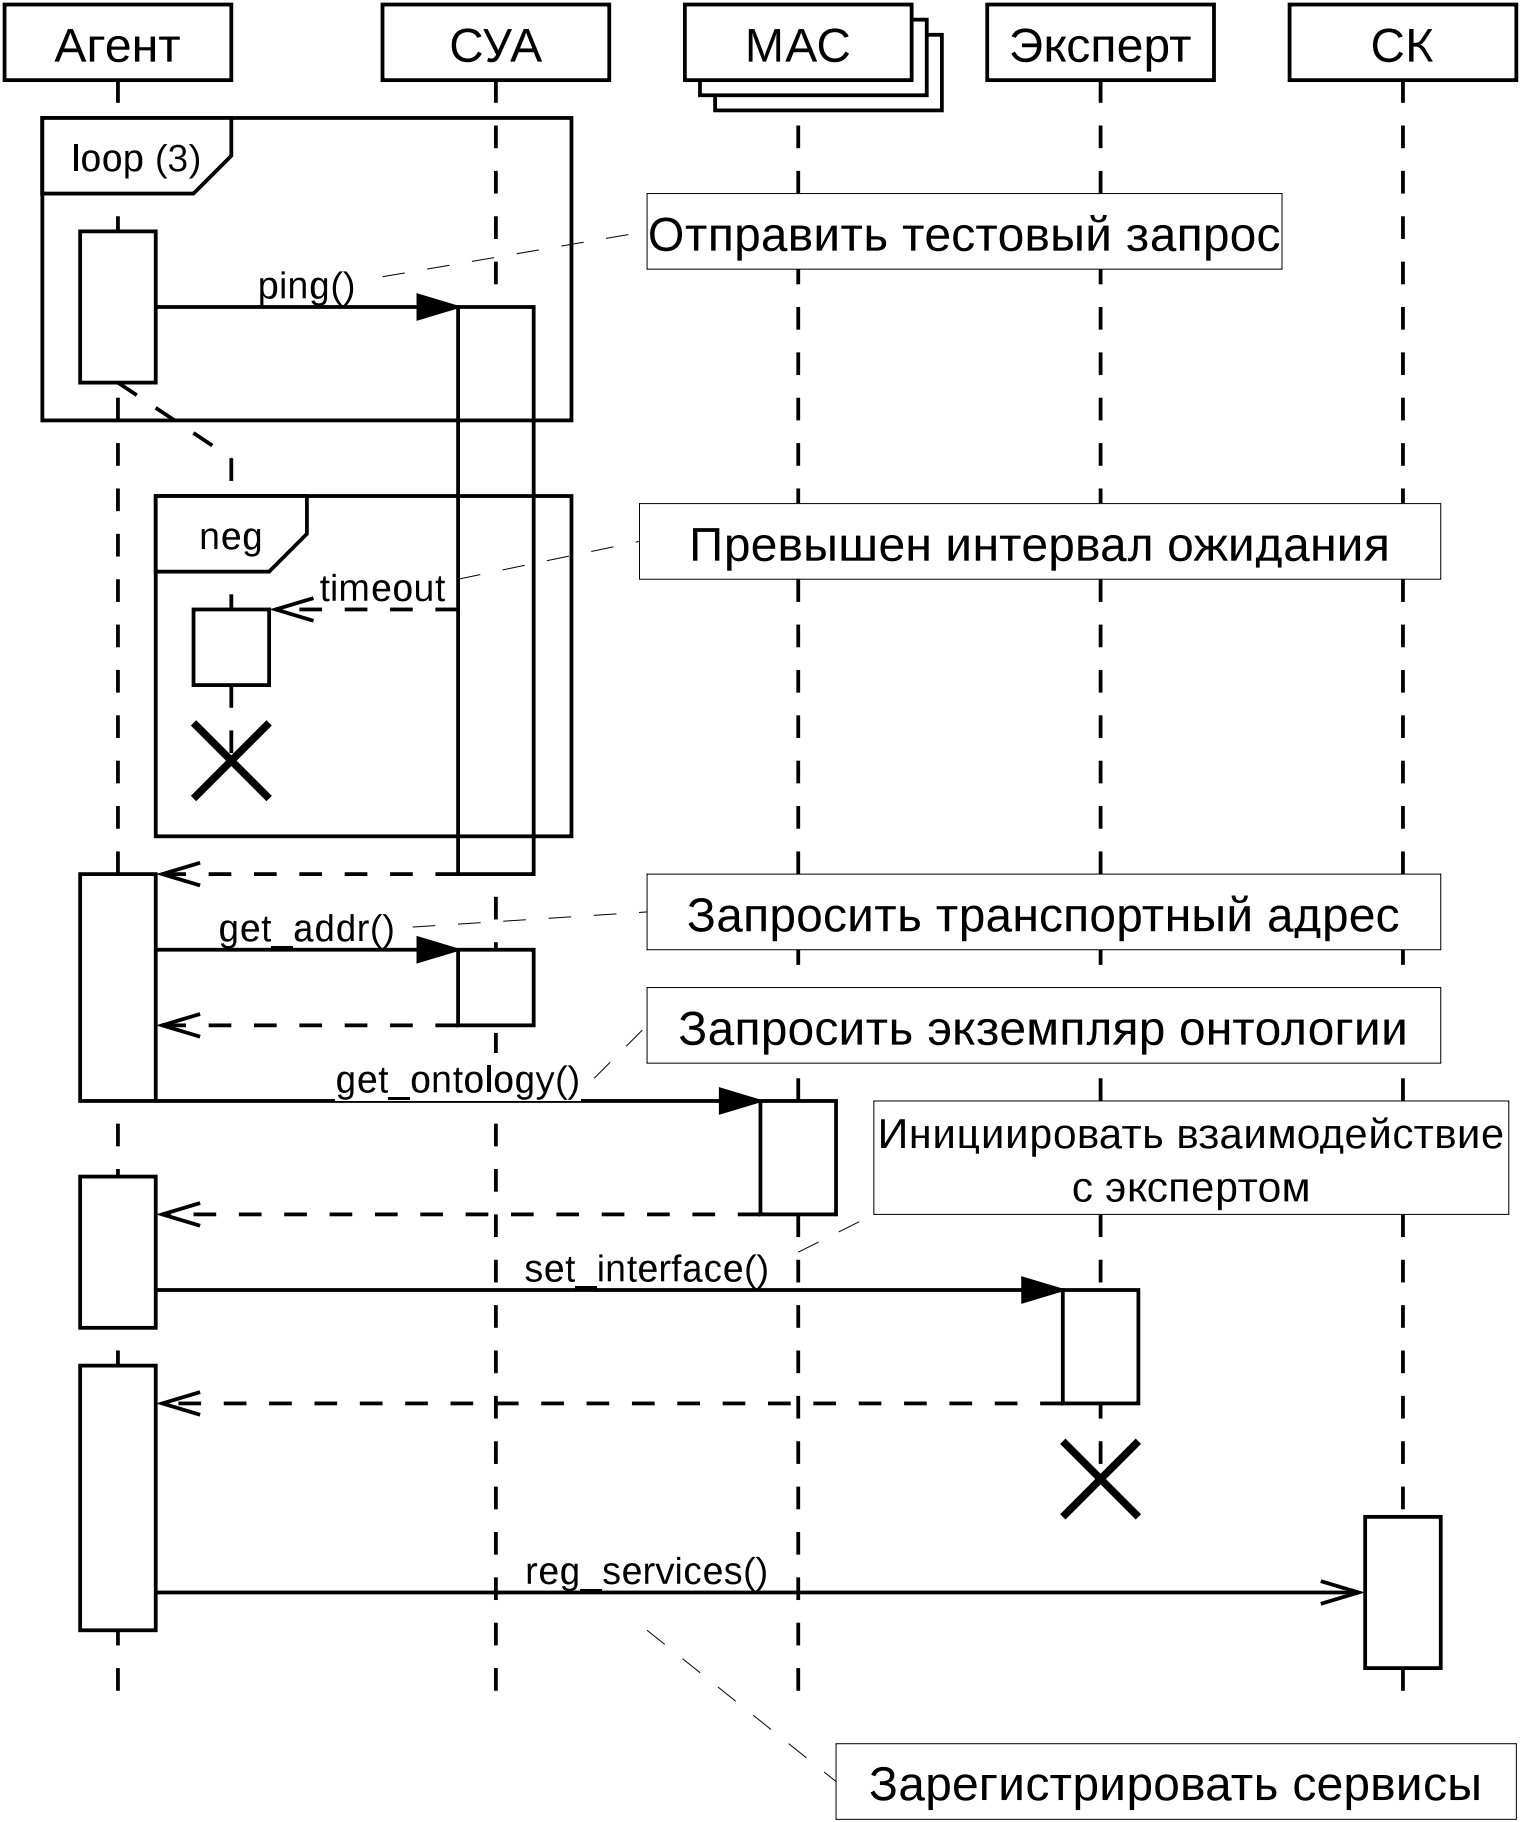 Агент
СУА
МАС
Эксперт
СК
loop (3)
Отправить тестовый запрос
ping()
neg
Превышен интервал ожидания
timeout
get_addr()
Запросить транспортный адрес
Запросить экземпляр онтологии
get_ontology()
Инициировать взаимодействие
с экспертом
set_interface()
reg_services()
Зарегистрировать сервисы